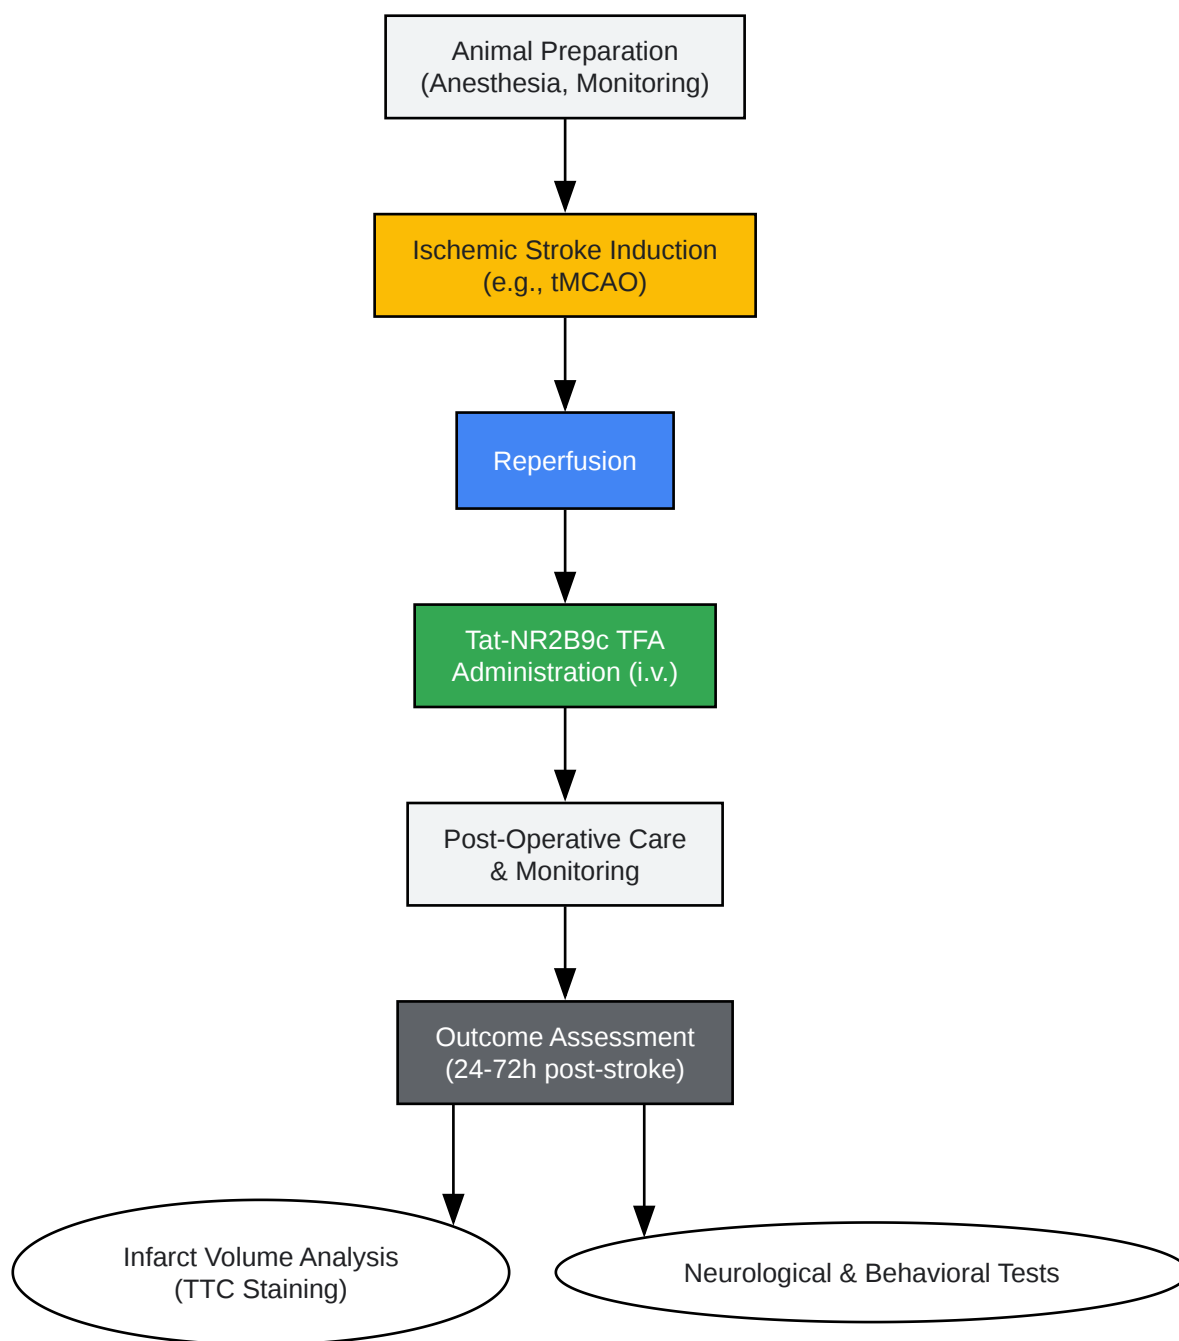 Animal Preparation
(Anesthesia, Monitoring)
Ischemic Stroke Induction
(e.g., tMCAO)
Reperfusion
Tat-NR2B9c TFA
Administration (i.v.)
Post-Operative Care
& Monitoring
Outcome Assessment
(24-72h post-stroke)
Infarct Volume Analysis
(TTC Staining)
Neurological & Behavioral Tests